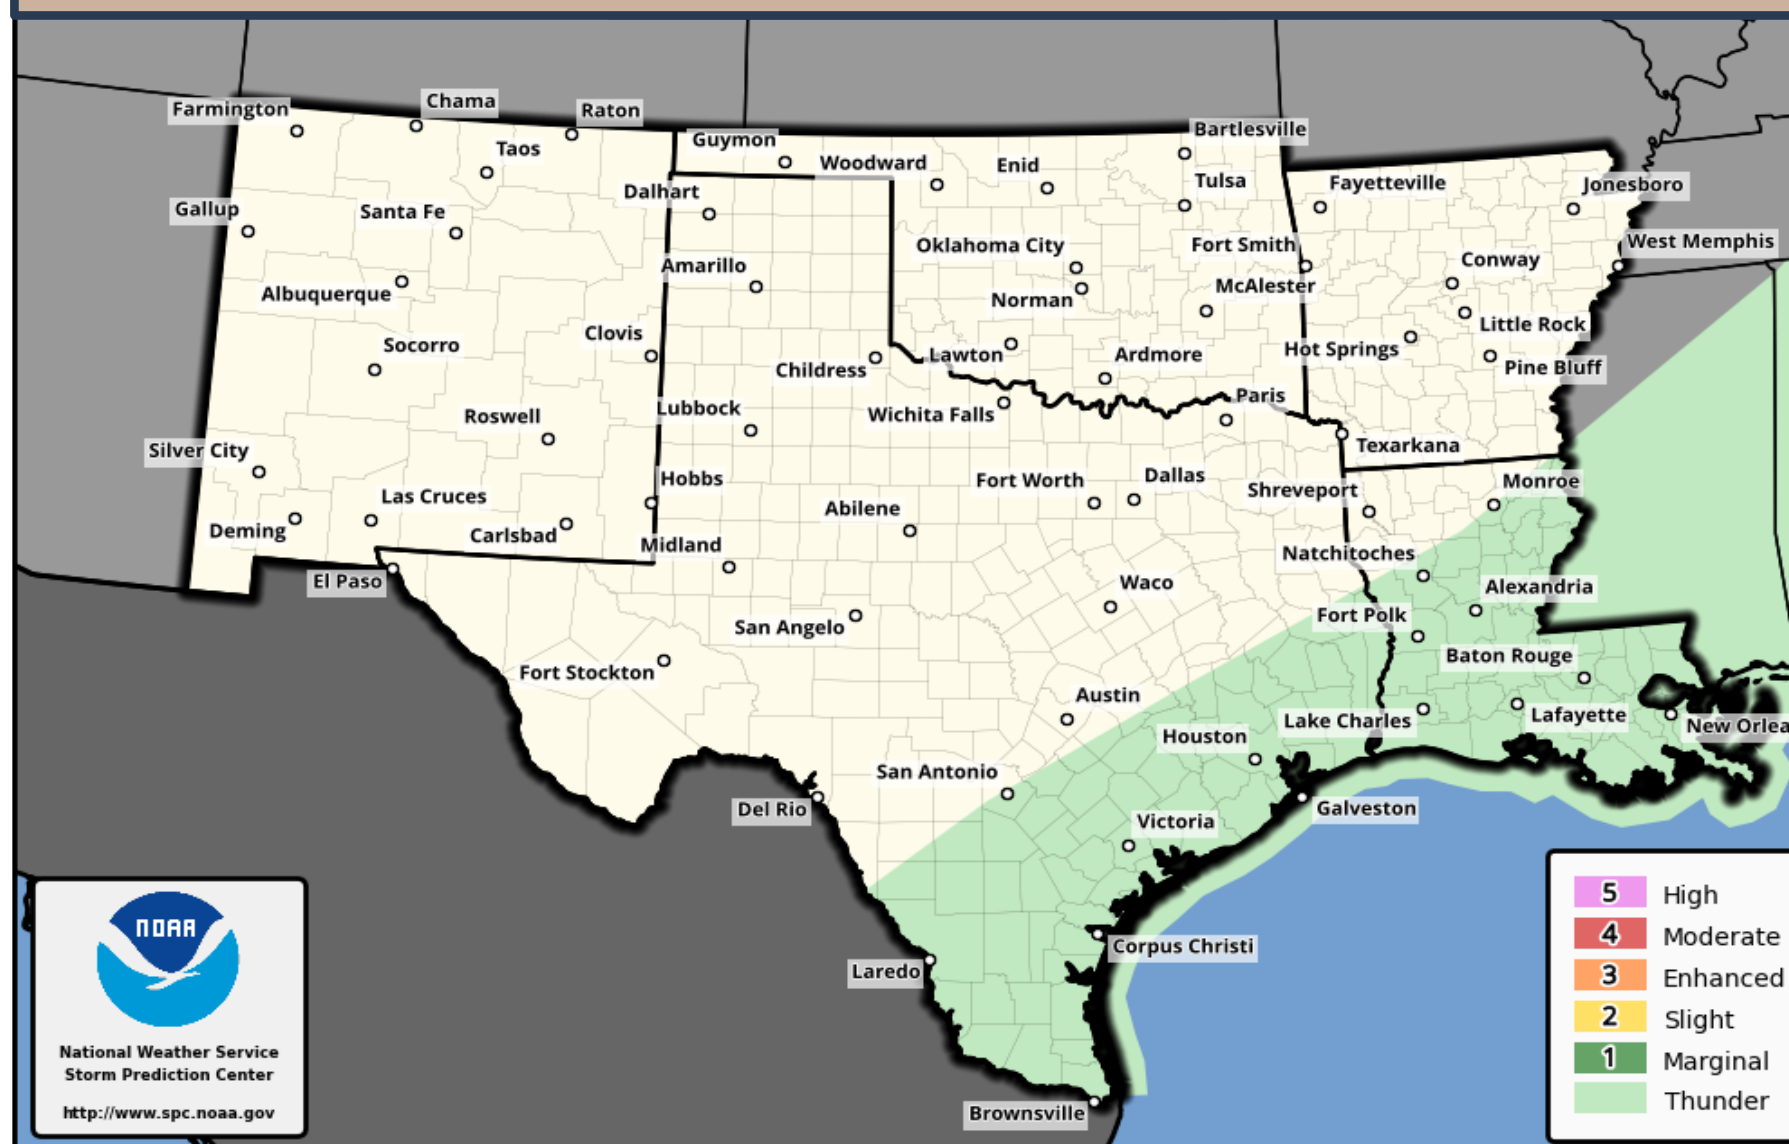 Farmington
Chama
Raton
Taos
Guymon
Woodward
Enid
Bartlesville
Tulsa
Fayetteville
Jonesboro
Gallup
Santa Fe
Dalhart
Amarillo
Oklahoma City
Fort Smith
West Memphis
Conway
Albuquerque
Norman
McAlester
Little Rock
Socorro
Clovis
Childress
Lawton
Ardmore
Hot Springs
Pine Bluff
Roswell
Lubbock
Wichita Falls
Paris
Texarkana
Silver City
Las Cruces
Hobbs
Fort Worth
Dallas
Shreveport
Monroe
Deming
Carlsbad
Midland
Abilene
Natchitoches
El Paso
Waco
Alexandria
San Angelo
Fort Polk
Fort Stockton
Baton Rouge
Austin
Lake Charles
Lafayette
New Orlea
Houston
San Antonio
Del Rio
Galveston
Victoria
Corpus Christi
Laredo
Brownsville
NOAA
National Weather Service
Storm Prediction Center
http://www.spc.noaa.gov
5 High
4 Moderate
3 Enhanced
2 Slight
1 Marginal
Thunder